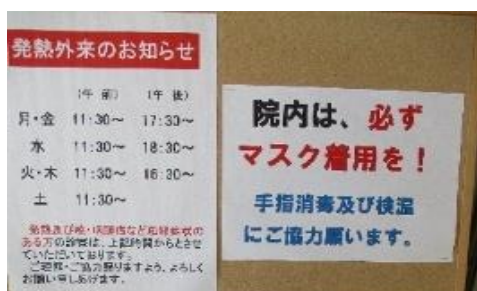 発熱外来のお知らせ
(午前) (午後)
月・金 11:30～ 17:30～
水 11:30～ 18:30～
火・木 11:30～ 16:30～
土 11:30～
発熱及び咳・咽頭痛など風邪症状の
ある方の診察は、上記時間からとさせ
ていただいております。
ご理解・ご協力賜りますよう、よろしく
お願い申しあげます。
院内は、必ず
マスク着用を！
手指消毒及び検温
にご協力願います。